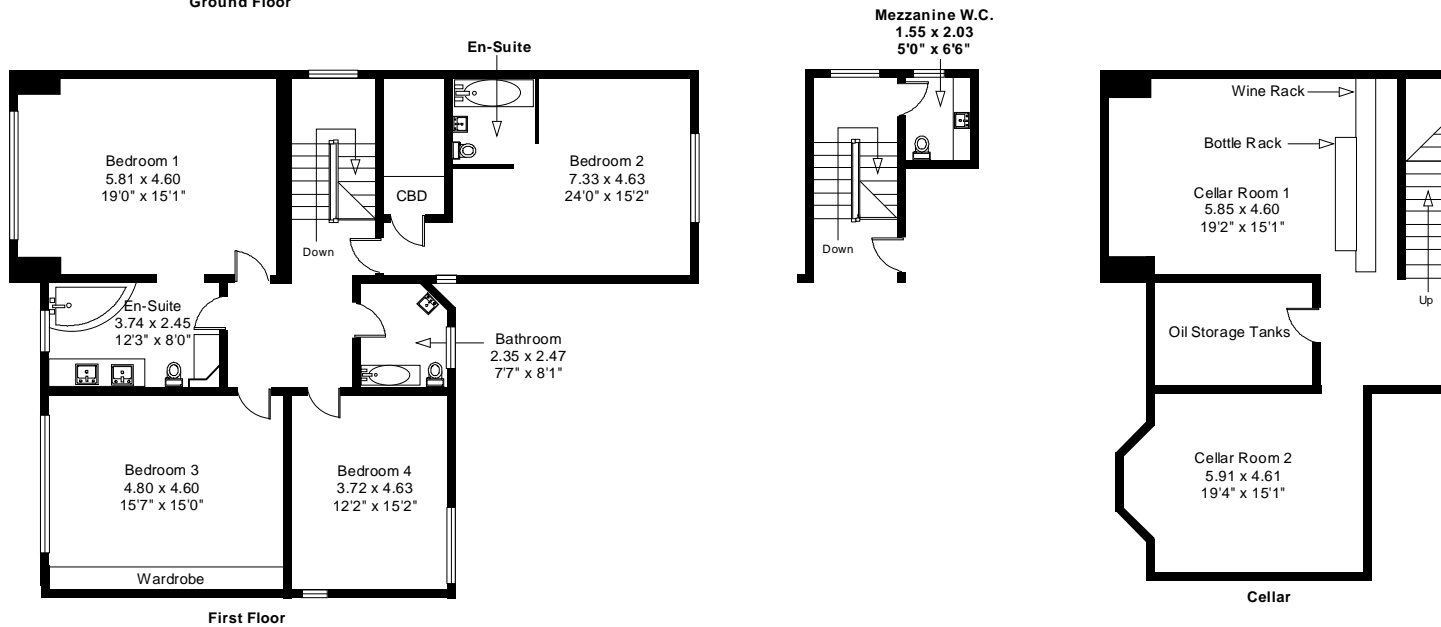 Ground Floor
En-Suite
Bedroom 1
5.81 x 4.60
19'0" x 15'1"
CBD
Bedroom 2
7.33 x 4.63
24'0" x 15'2"
Down
En-Suite
3.74 x 2.45
12'3" x 8'0"
Bathroom
2.35 x 2.47
7'7" x 8'1"
Bedroom 3
4.80 x 4.60
15'7" x 15'0"
Bedroom 4
3.72 x 4.63
12'2" x 15'2"
Wardrobe
First Floor
Mezzanine W.C.
1.55 x 2.03
5'0" x 6'6"
Down
Wine Rack
Bottle Rack
Cellar Room 1
5.85 x 4.60
19'2" x 15'1"
Up
Oil Storage Tanks
Cellar Room 2
5.91 x 4.61
19'4" x 15'1"
Cellar